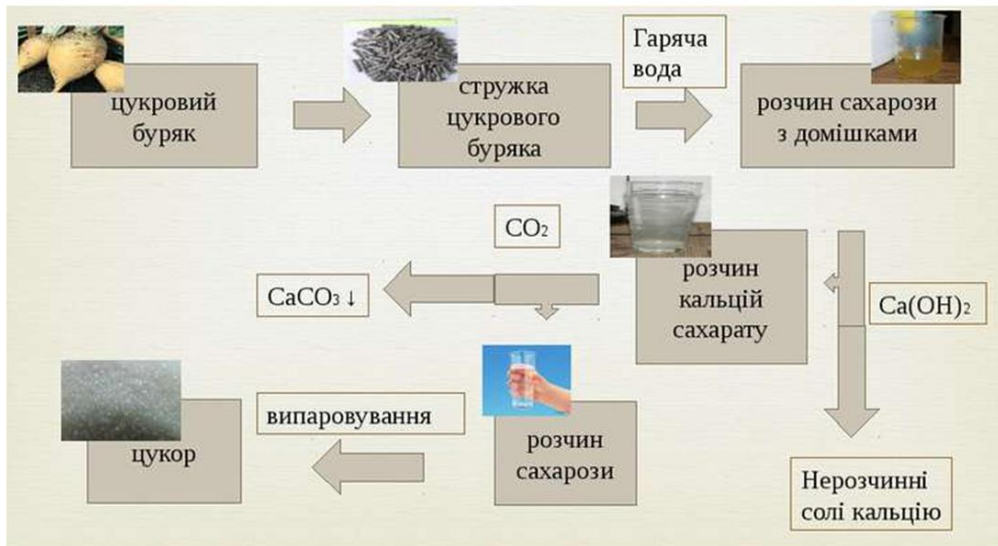 цукровий
буряк
стружка
цукрового
буряка
Гаряча
вода
розчин сахарози
з домішками
CO₂
CaCO₃ ↓
розчин
кальцій
сахарату
Ca(OH)₂
цукор
випаровування
розчин
сахарози
Нерозчинні
солі кальцію